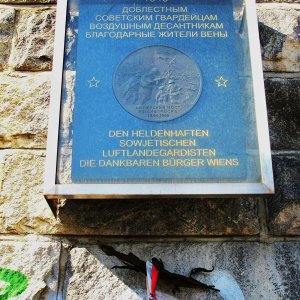 ДОБЛЕСТНЫМ
СОВЕТСКИМ ГВАРДЕЙЦАМ
ВОЗДУШНЫМ ДЕСАНТНИКАМ
БЛАГОДАРНЫЕ ЖИТЕЛИ ВЕНЫ
DEN HELDENHAFTEN
SOWJETISCHEN
LUFTLANDEGARDISTEN
DIE DANKBAREN BÜRGER WIENS